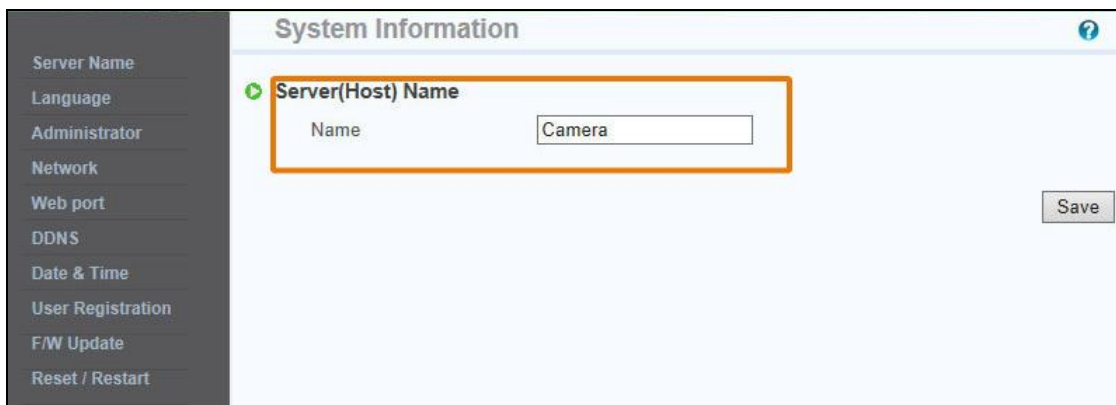 System Information
?
Server Name
Language
Administrator
Network
Web port
DDNS
Date & Time
User Registration
F/W Update
Reset / Restart
Server(Host) Name
Name Camera
Save